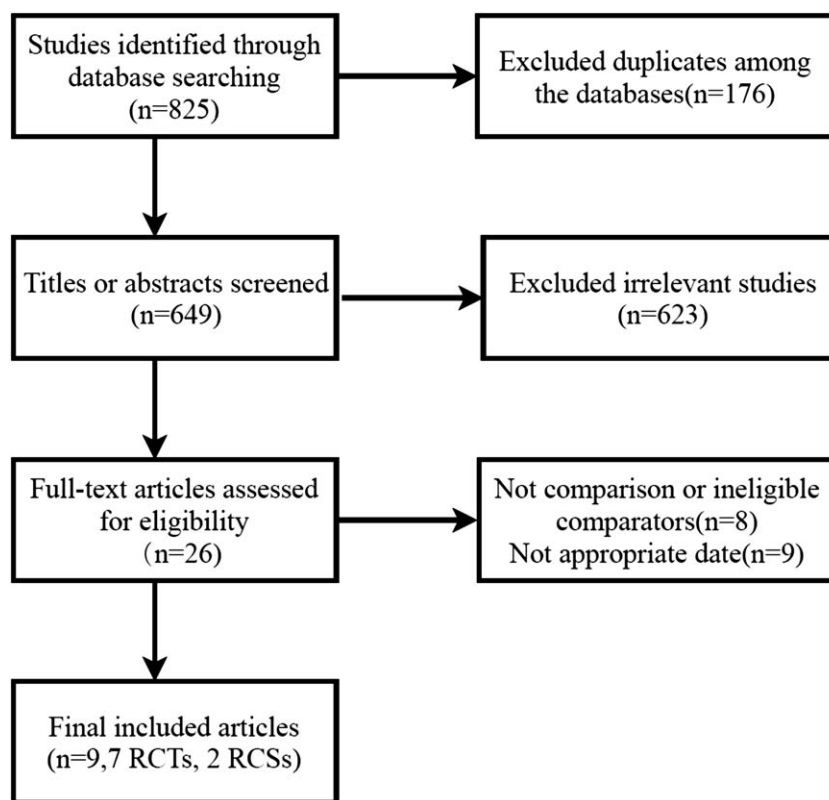 Studies identified through
database searching
(n=825)
Excluded duplicates among
the databases(n=176)
Titles or abstracts screened
(n=649)
Excluded irrelevant studies
(n=623)
Full-text articles assessed
for eligibility
（n=26)
Not comparison or ineligible
comparators(n=8)
Not appropriate date(n=9)
Final included articles
(n=9,7 RCTs, 2 RCSs)